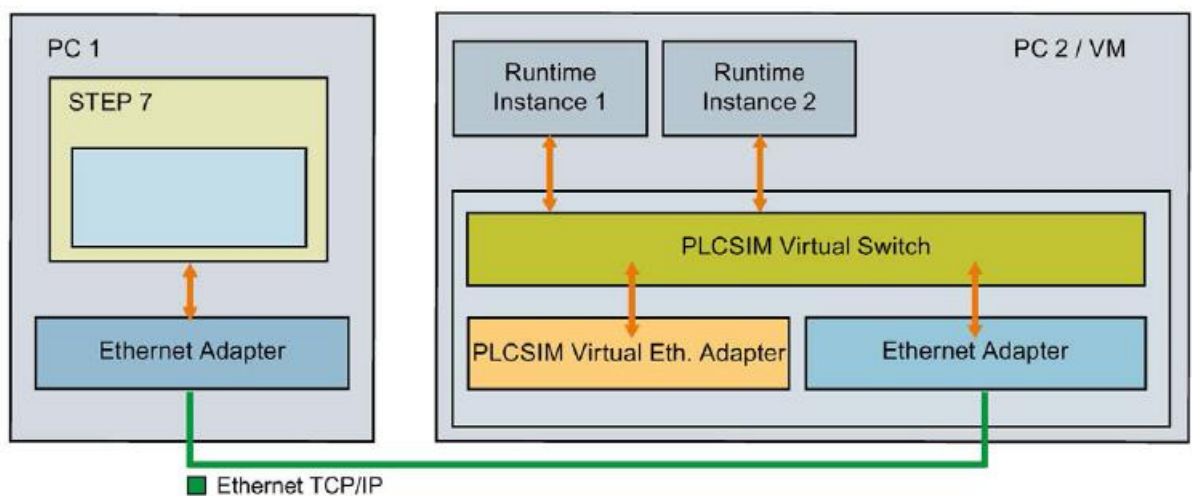 PC 1
STEP 7
Ethernet Adapter
PC 2 / VM
Runtime
Instance 1
Runtime
Instance 2
PLCSIM Virtual Switch
PLCSIM Virtual Eth. Adapter
Ethernet Adapter
Ethernet TCP/IP